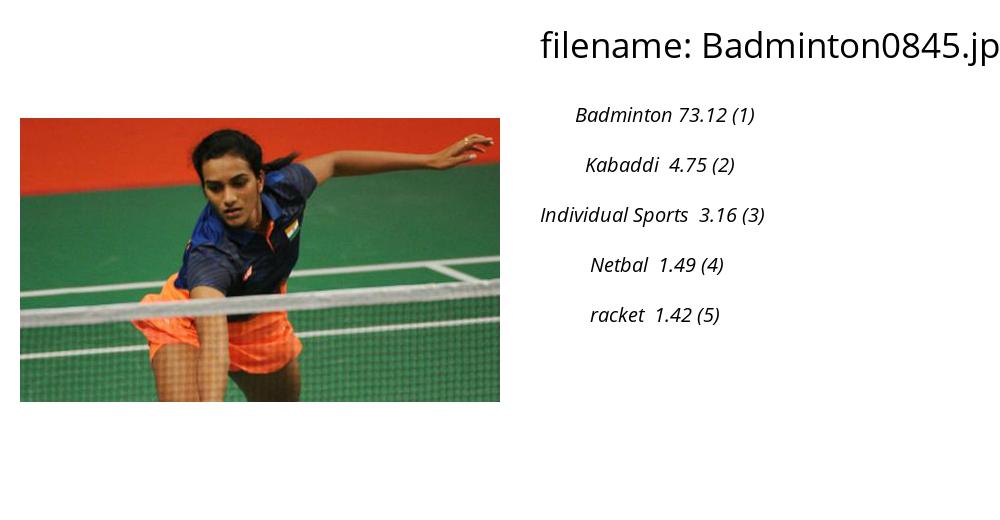 filename: Badminton0845.jp
Badminton 73.12 (1)
Kabaddi 4.75 (2)
Individual Sports 3.16 (3)
Netbal 1.49 (4)
racket 1.42 (5)